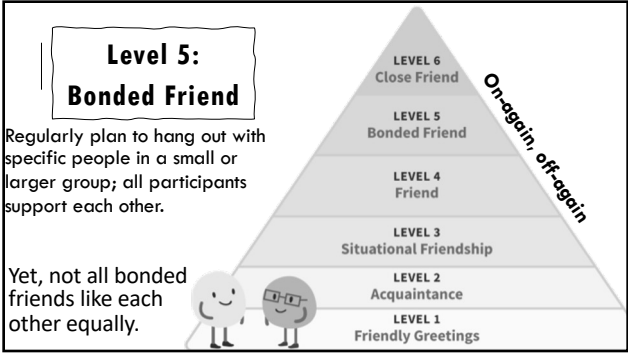 Level 5:
Bonded Friend
Regularly plan to hang out with
specific people in a small or
larger group; all participants
support each other.
Yet, not all bonded
friends like each
other equally.
LEVEL 6
Close Friend
LEVEL 5
Bonded Friend
LEVEL 4
Friend
LEVEL 3
Situational Friendship
LEVEL 2
Acquaintance
LEVEL 1
Friendly Greetings
On-again, off-again